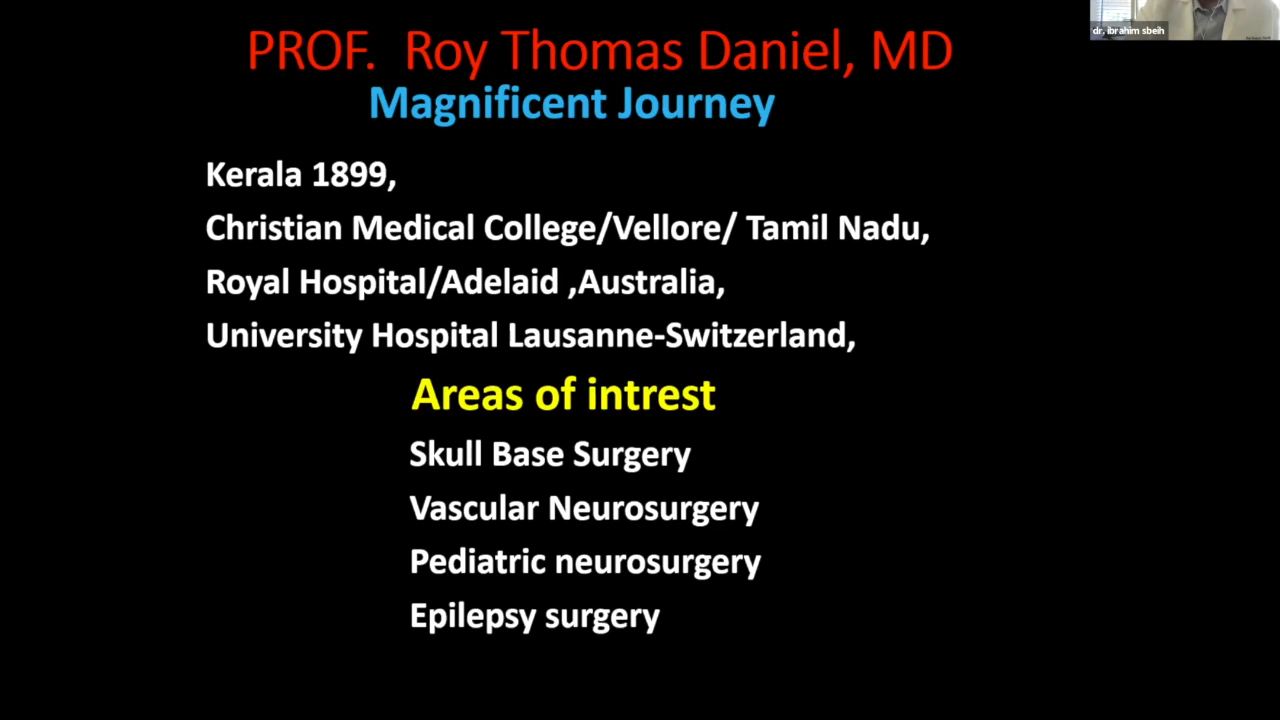 PROF. Roy Thomas Daniel, MD
dr. ibrahim sbeih
Magnificent Journey
Kerala 1899,
Christian Medical College/Vellore/ Tamil Nadu,
Royal Hospital/Adelaid ,Australia,
University Hospital Lausanne-Switzerland,
Areas of intrest
Skull Base Surgery
Vascular Neurosurgery
Pediatric neurosurgery
Epilepsy surgery